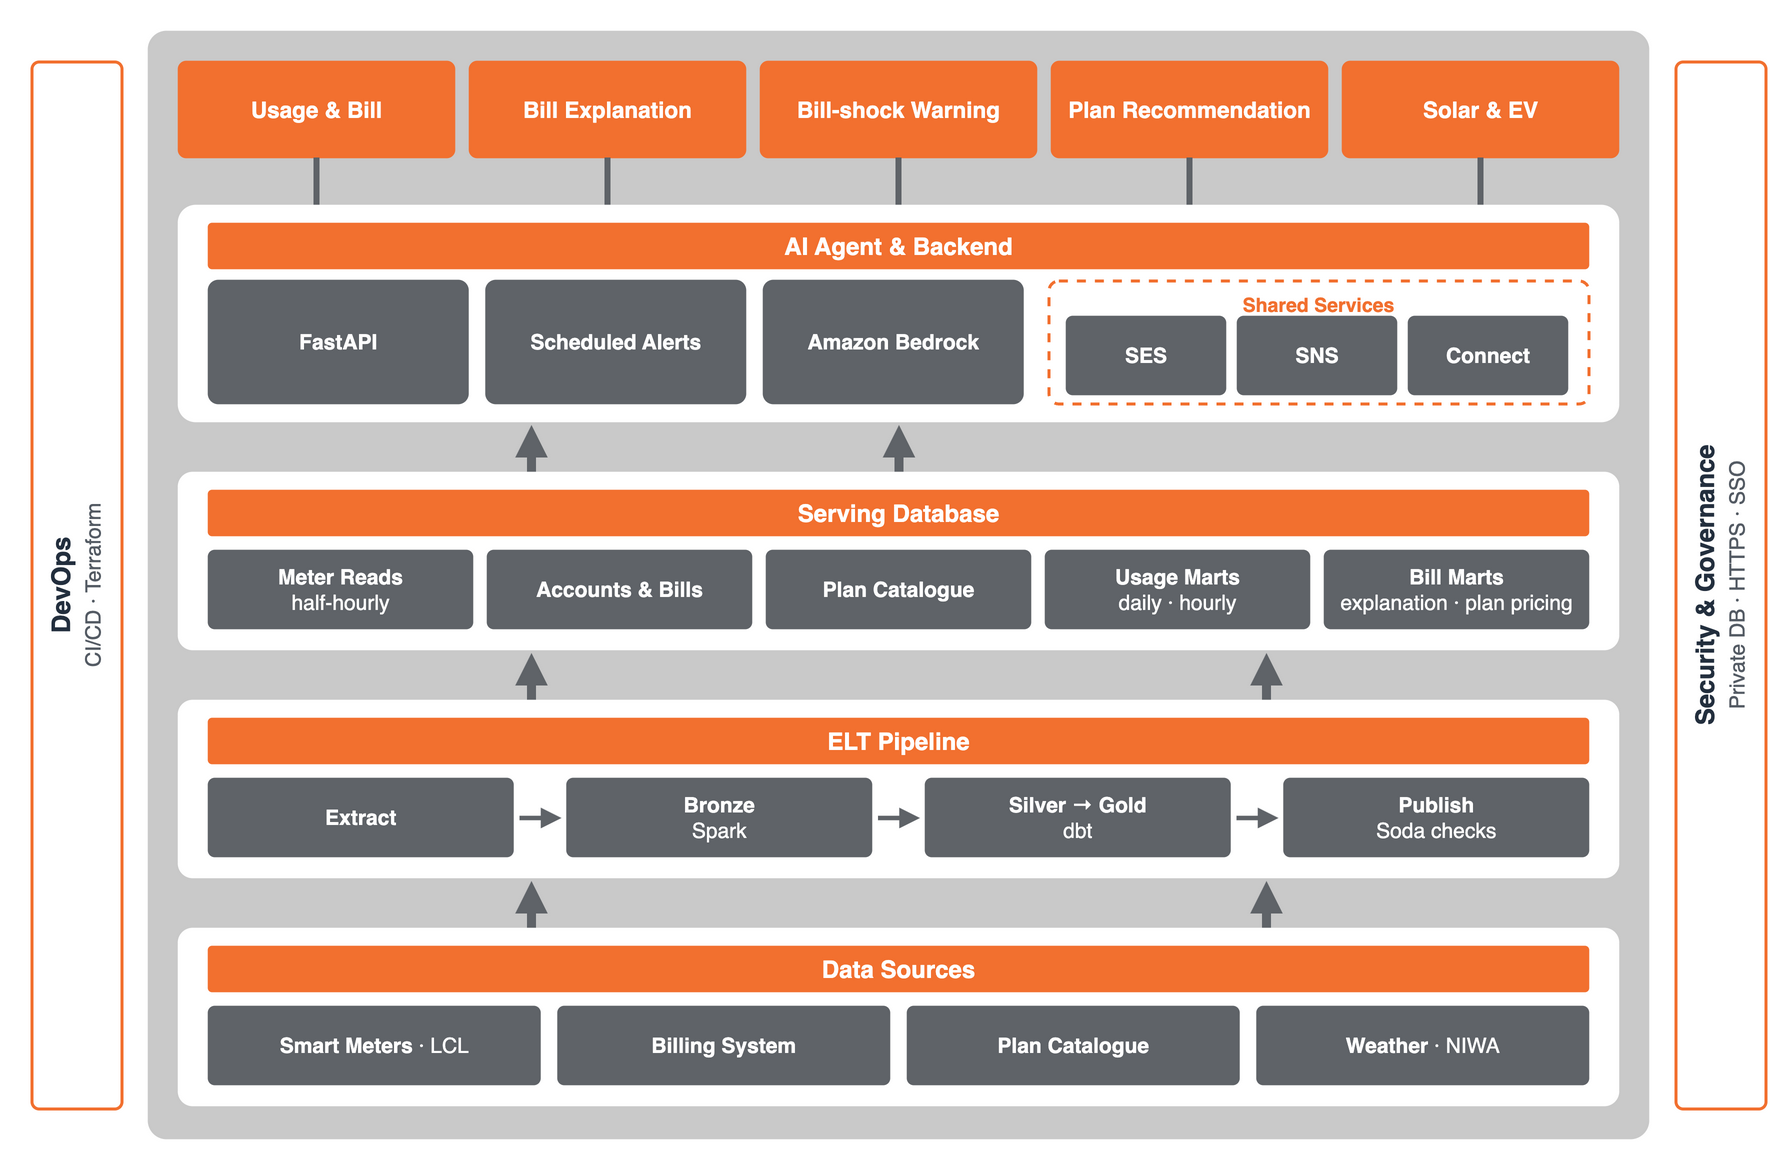 DevOps
CI/CD · Terraform
Usage & Bill
Bill Explanation
Bill-shock Warning
Plan Recommendation
Solar & EV
AI Agent & Backend
FastAPI
Scheduled Alerts
Amazon Bedrock
Shared Services
SES
SNS
Connect
Serving Database
Meter Reads
half-hourly
Accounts & Bills
Plan Catalogue
Usage Marts
daily · hourly
Bill Marts
explanation · plan pricing
ELT Pipeline
Extract
Bronze
Spark
Silver → Gold
dbt
Publish
Soda checks
Data Sources
Smart Meters · LCL
Billing System
Plan Catalogue
Weather · NIWA
Security & Governance
Private DB · HTTPS · SSO